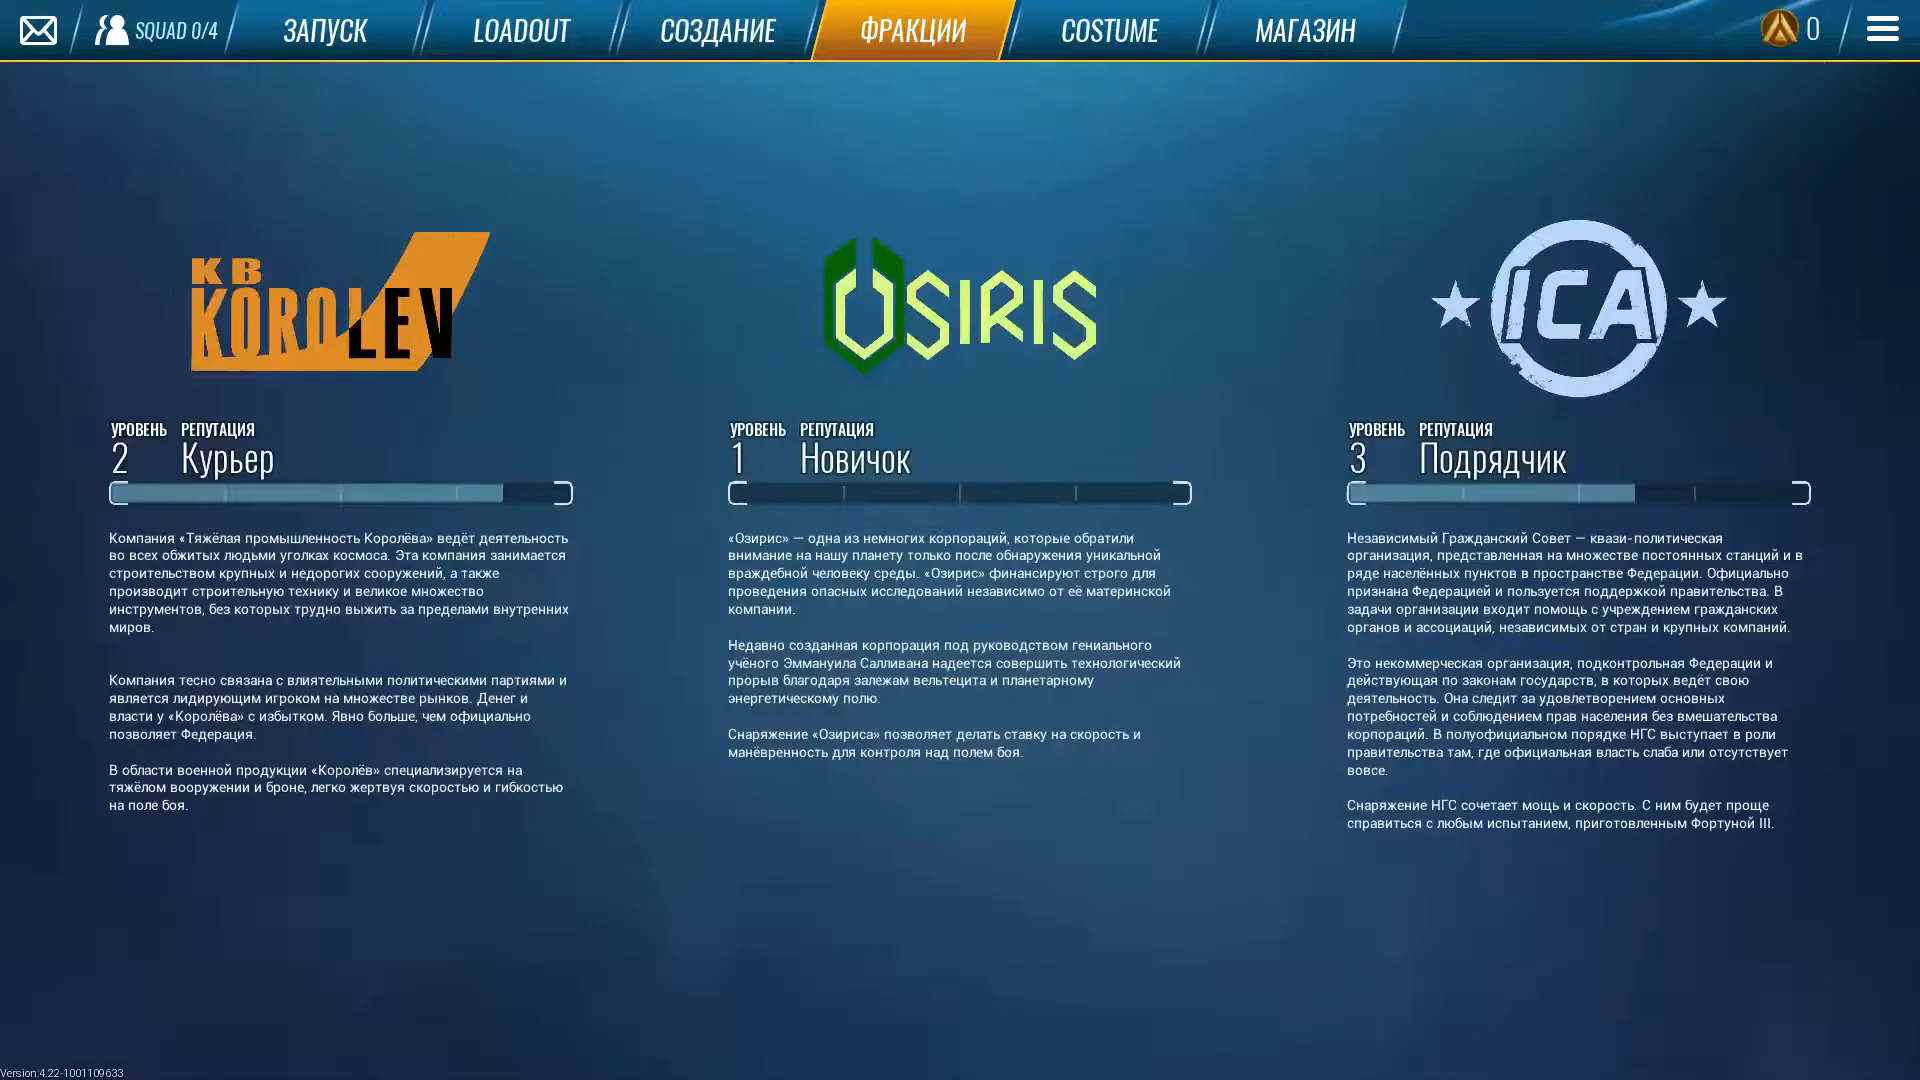 SQUAD 0/4
ЗАПУСК
LOADOUT
СОЗДАНИЕ
ФРАКЦИИ
COSTUME
МАГАЗИН
0
KB
KOROLEV
УРОВЕНЬ РЕПУТАЦИЯ
2 Курьер
Компания «Тяжёлая промышленность Королёва» ведёт деятельность
во всех обжитых людьми уголках космоса. Эта компания занимается
строительством крупных и недорогих сооружений, а также
производит строительную технику и великое множество
инструментов, без которых трудно выжить за пределами внутренних
миров.
Компания тесно связана с влиятельными политическими партиями и
является лидирующим игроком на множестве рынков. Денег и
власти у «Королёва» с избытком. Явно больше, чем официально
позволяет Федерация.
В области военной продукции «Королёв» специализируется на
тяжёлом вооружении и броне, легко жертвуя скоростью и гибкостью
на поле боя.
OSIRIS
УРОВЕНЬ РЕПУТАЦИЯ
1 Новичок
«Озирис» — одна из немногих корпораций, которые обратили
внимание на нашу планету только после обнаружения уникальной
враждебной человеку среды. «Озирис» финансируют строго для
проведения опасных исследований независимо от её материнской
компании.
Недавно созданная корпорация под руководством гениального
учёного Эммануила Салливана надеется совершить технологический
прорыв благодаря залежам вельтецита и планетарному
энергетическому полю.
Снаряжение «Озириса» позволяет делать ставку на скорость и
манёвренность для контроля над полем боя.
ICA
УРОВЕНЬ РЕПУТАЦИЯ
3 Подрядчик
Независимый Гражданский Совет — квази-политическая
организация, представленная на множестве постоянных станций и в
ряде населённых пунктов в пространстве Федерации. Официально
признана Федерацией и пользуется поддержкой правительства. В
задачи организации входит помощь с учреждением гражданских
органов и ассоциаций, независимых от стран и крупных компаний.
Это некоммерческая организация, подконтрольная Федерации и
действующая по законам государств, в которых ведёт свою
деятельность. Она следит за удовлетворением основных
потребностей и соблюдением прав населения без вмешательства
корпораций. В полуофициальном порядке НГС выступает в роли
правительства там, где официальная власть слаба или отсутствует
вовсе.
Снаряжение НГС сочетает мощь и скорость. С ним будет проще
справиться с любым испытанием, приготовленным Фортуной III.
Version:4.22-1001109633